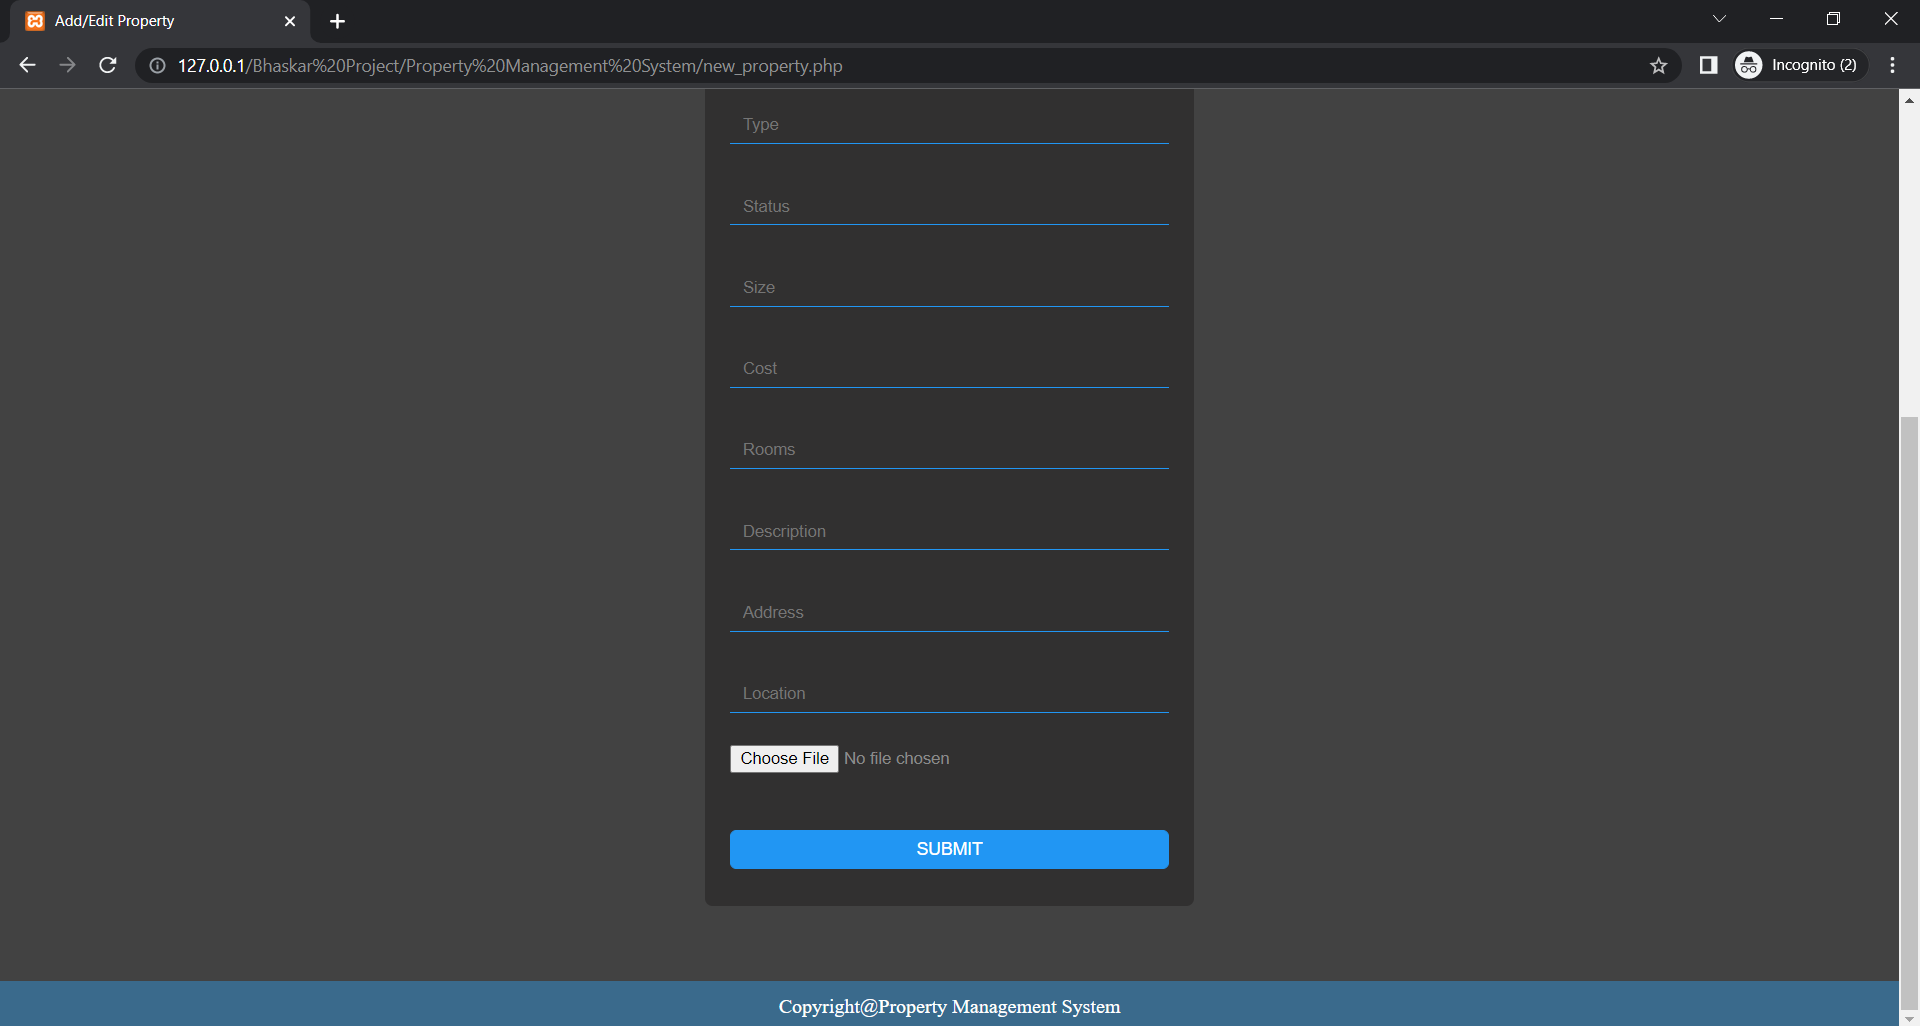 Add/Edit Property
127.0.0.1/Bhaskar%20Project/Property%20Management%20System/new_property.php
Incognito (2)
Type
Status
Size
Cost
Rooms
Description
Address
Location
Choose File No file chosen
SUBMIT
Copyright@Property Management System